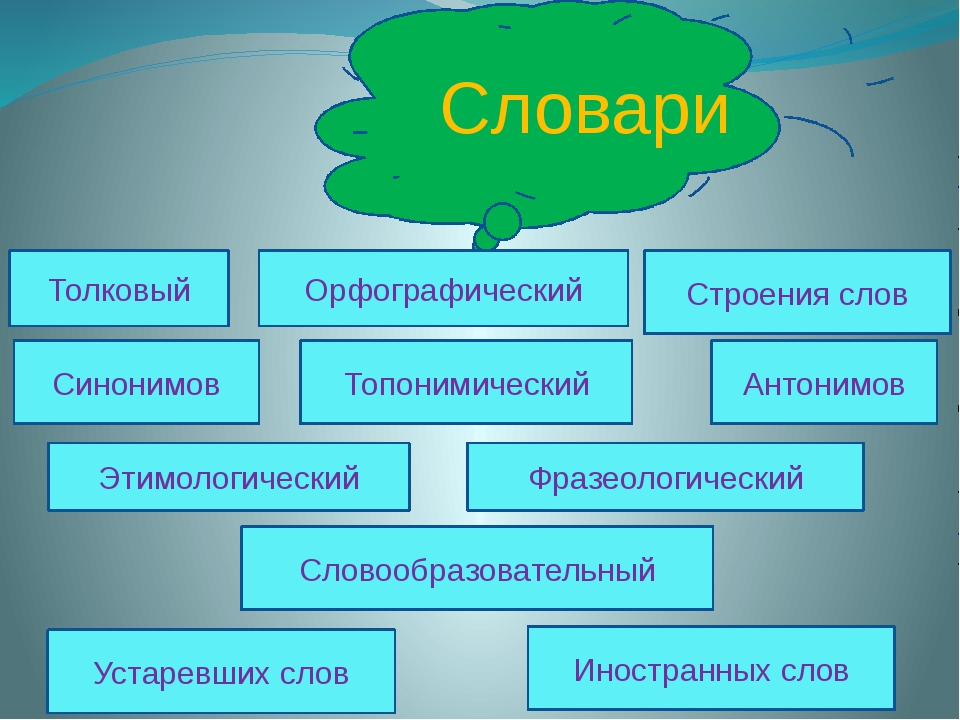 Словари
Толковый
Орфографический
Строения слов
Синонимов
Топонимический
Антонимов
Этимологический
Фразеологический
Словообразовательный
Устаревших слов
Иностранных слов